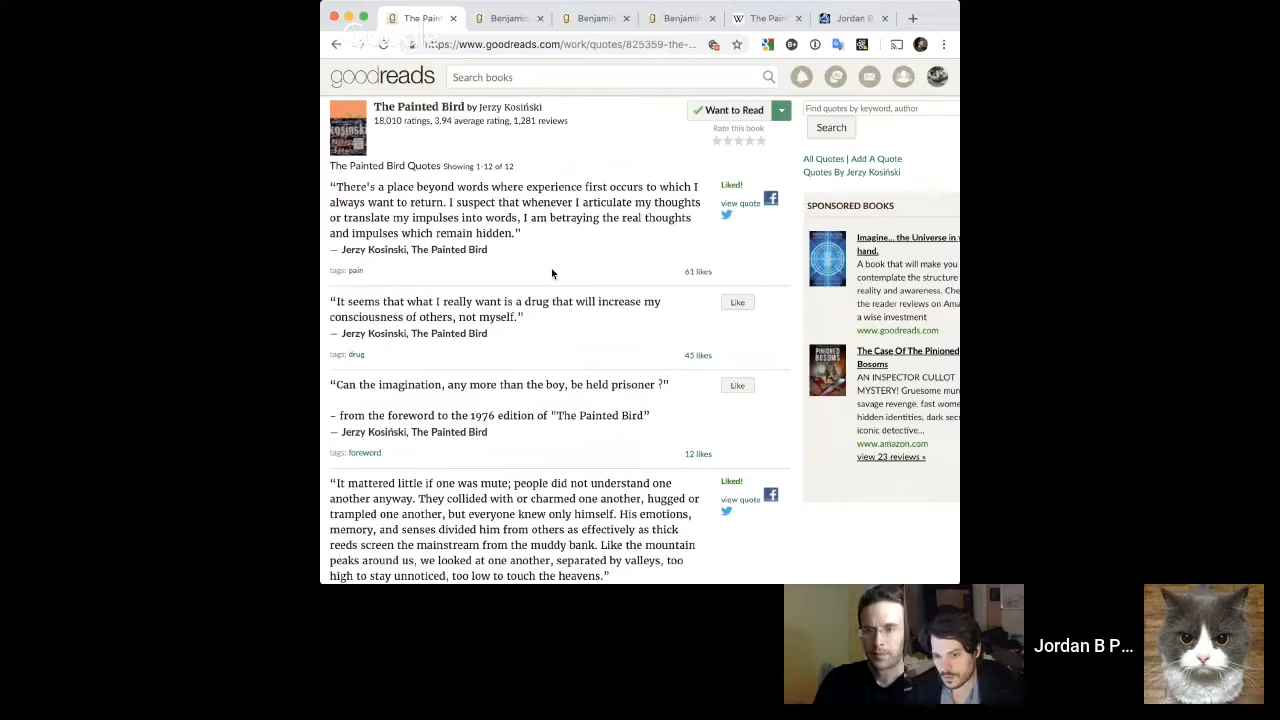 The Paint
Benjamin
Benjamin
Benjamin
The Paint
Jordan B
https://www.goodreads.com/work/quotes/825359-the-...
goodreads
Search books
The Painted Bird by Jerzy Kosiński
18,010 ratings, 3.94 average rating, 1,281 reviews
Want to Read
Rate this book
Find quotes by keyword, author
Search
The Painted Bird Quotes Showing 1-12 of 12
All Quotes | Add A Quote
Quotes By Jerzy Kosiński
“There's a place beyond words where experience first occurs to which I
always want to return. I suspect that whenever I articulate my thoughts
or translate my impulses into words, I am betraying the real thoughts
and impulses which remain hidden.”
― Jerzy Kosinski, The Painted Bird
Liked!
view quote
tags: pain
61 likes
“It seems that what I really want is a drug that will increase my
consciousness of others, not myself.”
― Jerzy Kosinski, The Painted Bird
Like
tags: drug
45 likes
“Can the imagination, any more than the boy, be held prisoner ?"
- from the foreword to the 1976 edition of "The Painted Bird”
― Jerzy Kosiński, The Painted Bird
Like
tags: foreword
12 likes
“It mattered little if one was mute; people did not understand one
another anyway. They collided with or charmed one another, hugged or
trampled one another, but everyone knew only himself. His emotions,
memory, and senses divided him from others as effectively as thick
reeds screen the mainstream from the muddy bank. Like the mountain
peaks around us, we looked at one another, separated by valleys, too
high to stay unnoticed, too low to touch the heavens.”
Liked!
view quote
SPONSORED BOOKS
Imagine... the Universe in
hand.
A book that will make you
contemplate the structure
reality and awareness. Che
the reader reviews on Ama
a wise investment
www.goodreads.com
The Case Of The Pinioned
Bosoms
AN INSPECTOR CULLOT
MYSTERY! Gruesome mur
savage revenge, fast wome
hidden identities, dark sec
iconic detective...
www.amazon.com
view 23 reviews »
PINIONED
BOSOMS
Jordan B P...